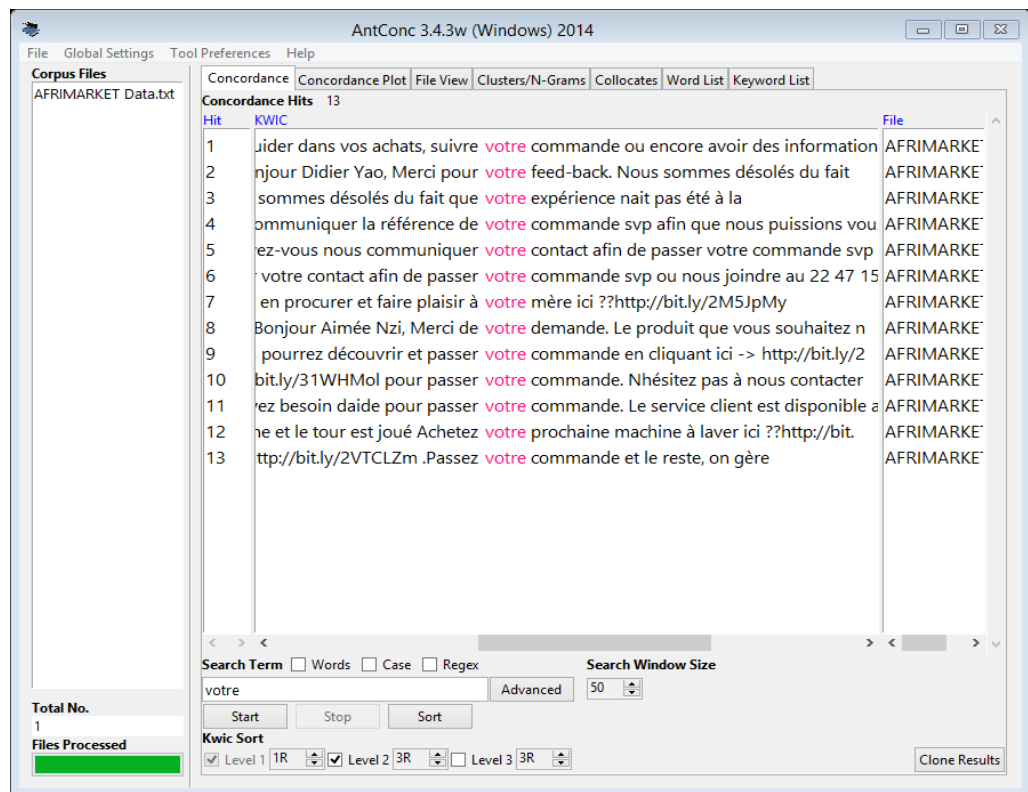 AntConc 3.4.3w (Windows) 2014
File Global Settings Tool Preferences Help
Corpus Files
AFRIMARKET Data.txt
Concordance Concordance Plot File View Clusters/N-Grams Collocates Word List Keyword List
Concordance Hits 13
Hit KWIC File
1 uider dans vos achats, suivre votre commande ou encore avoir des information AFRIMARKET
2 njour Didier Yao, Merci pour votre feed-back. Nous sommes désolés du fait AFRIMARKET
3 sommes désolés du fait que votre expérience nait pas été à la AFRIMARKET
4 ommuniquer la référence de votre commande svp afin que nous puissions vou AFRIMARKET
5 ez-vous nous communiquer votre contact afin de passer votre commande svp AFRIMARKET
6 votre contact afin de passer votre commande svp ou nous joindre au 22 47 15 AFRIMARKET
7 en procurer et faire plaisir à votre mère ici ??http://bit.ly/2M5JpMy AFRIMARKET
8 Bonjour Aimée Nzi, Merci de votre demande. Le produit que vous souhaitez n AFRIMARKET
9 pourrez découvrir et passer votre commande en cliquant ici -> http://bit.ly/2 AFRIMARKET
10 bit.ly/31WHMol pour passer votre commande. Nhésitez pas à nous contacter AFRIMARKET
11 ez besoin daide pour passer votre commande. Le service client est disponible a AFRIMARKET
12 ne et le tour est joué Achetez votre prochaine machine à laver ici ??http://bit. AFRIMARKET
13 ttp://bit.ly/2VTCLZm .Passez votre commande et le reste, on gère AFRIMARKET
Search Term Words Case Regex Search Window Size
votre Advanced 50
Start Stop Sort
Total No.
1
Files Processed
Kwic Sort
Level 1 1R Level 2 3R Level 3 3R
Clone Results